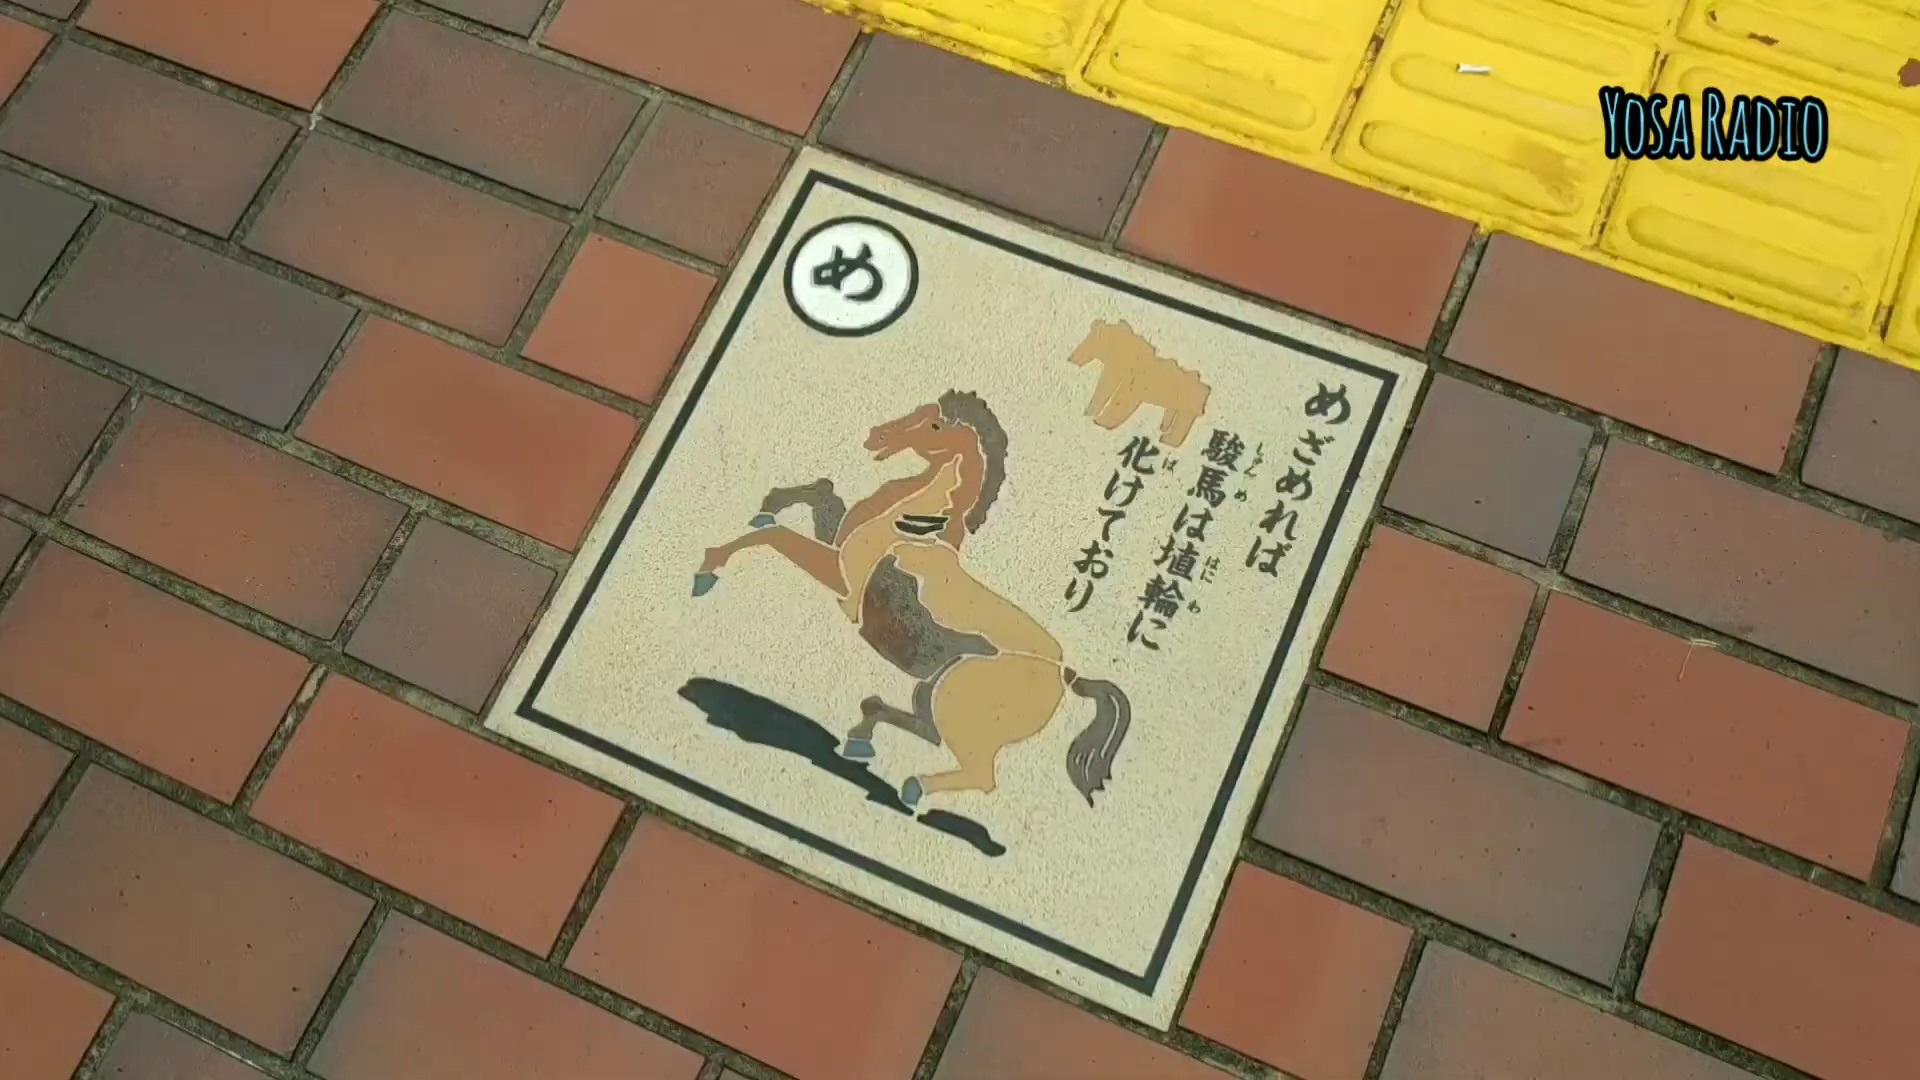 め
めざめれば
駿馬は埴輪に
しゅんめ
はにわ
化けており
ば
Yosa Radio